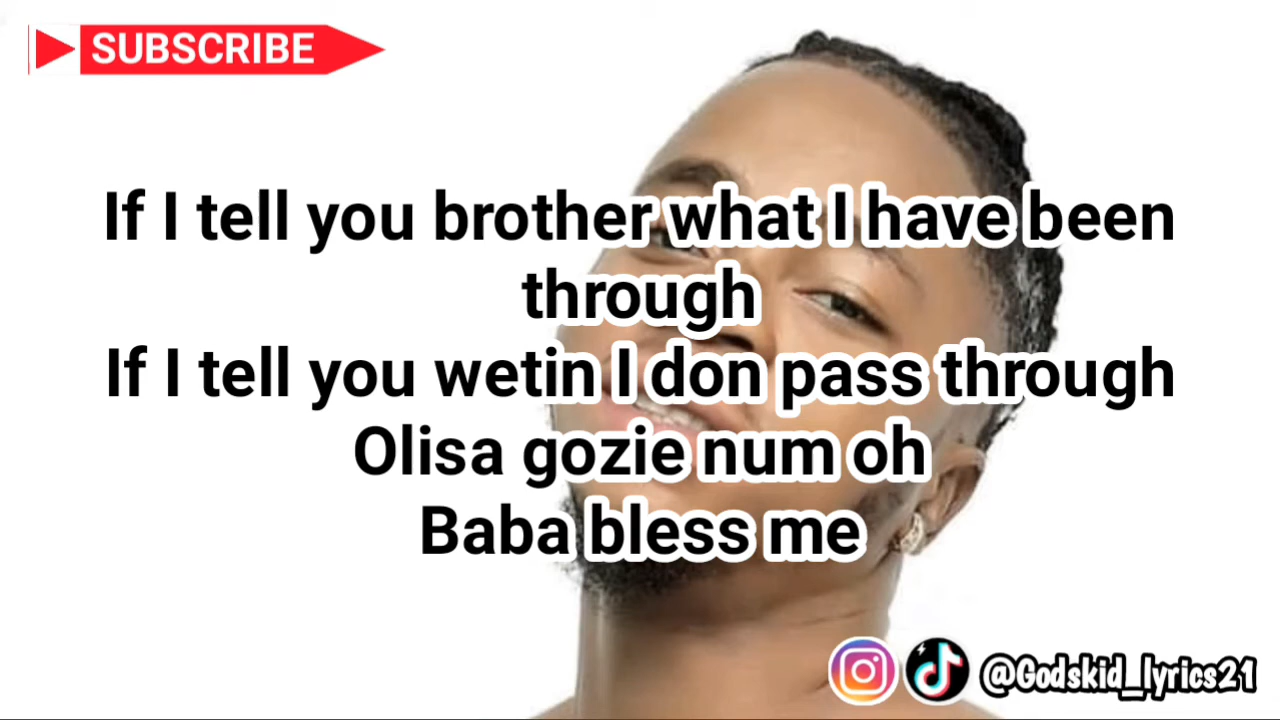 SUBSCRIBE
If I tell you brother what I have been
through
If I tell you wetin I don pass through
Olisa gozie num oh
Baba bless me
@Godskid_lyrics21